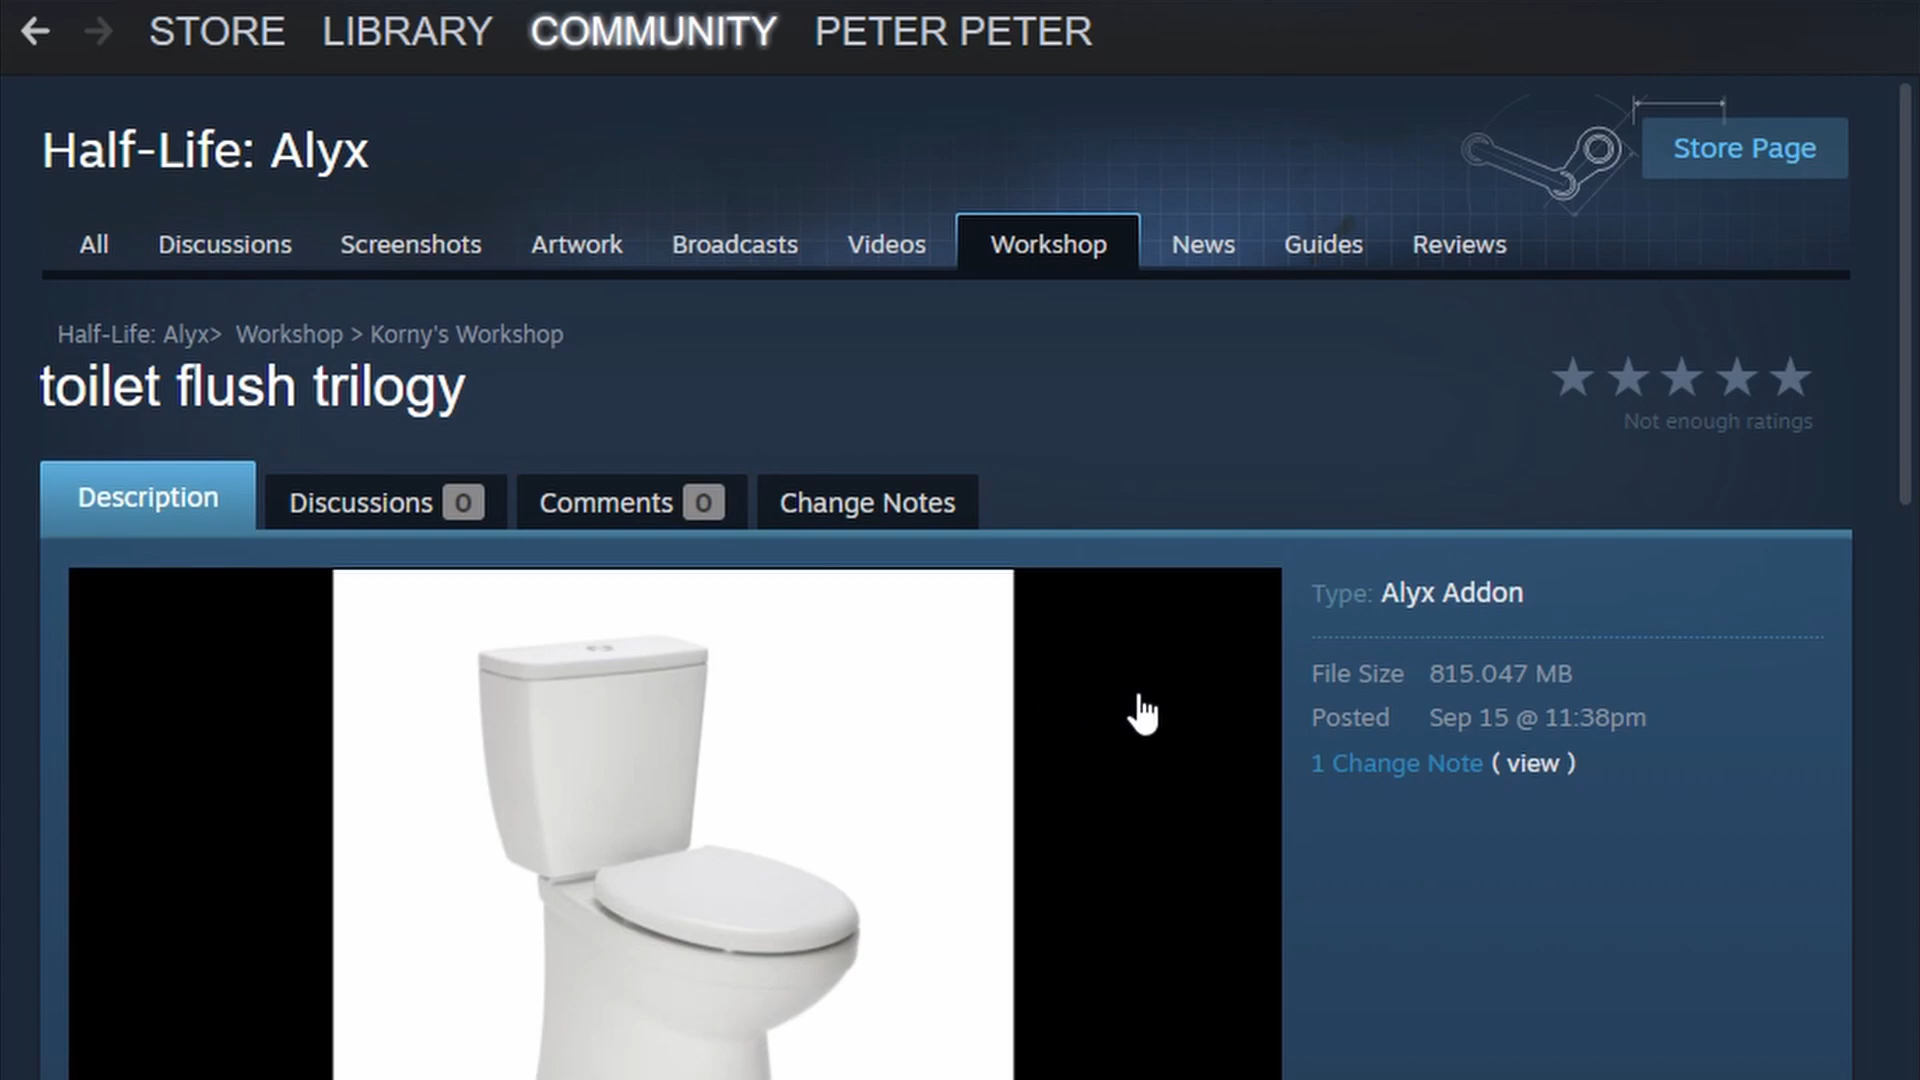 STORE LIBRARY COMMUNITY PETER PETER
Half-Life: Alyx
Store Page
All Discussions Screenshots Artwork Broadcasts Videos Workshop News Guides Reviews
Half-Life: Alyx> Workshop > Korny's Workshop
toilet flush trilogy
Not enough ratings
Description Discussions 0 Comments 0 Change Notes
Type: Alyx Addon
File Size 815.047 MB
Posted Sep 15 @ 11:38pm
1 Change Note ( view )